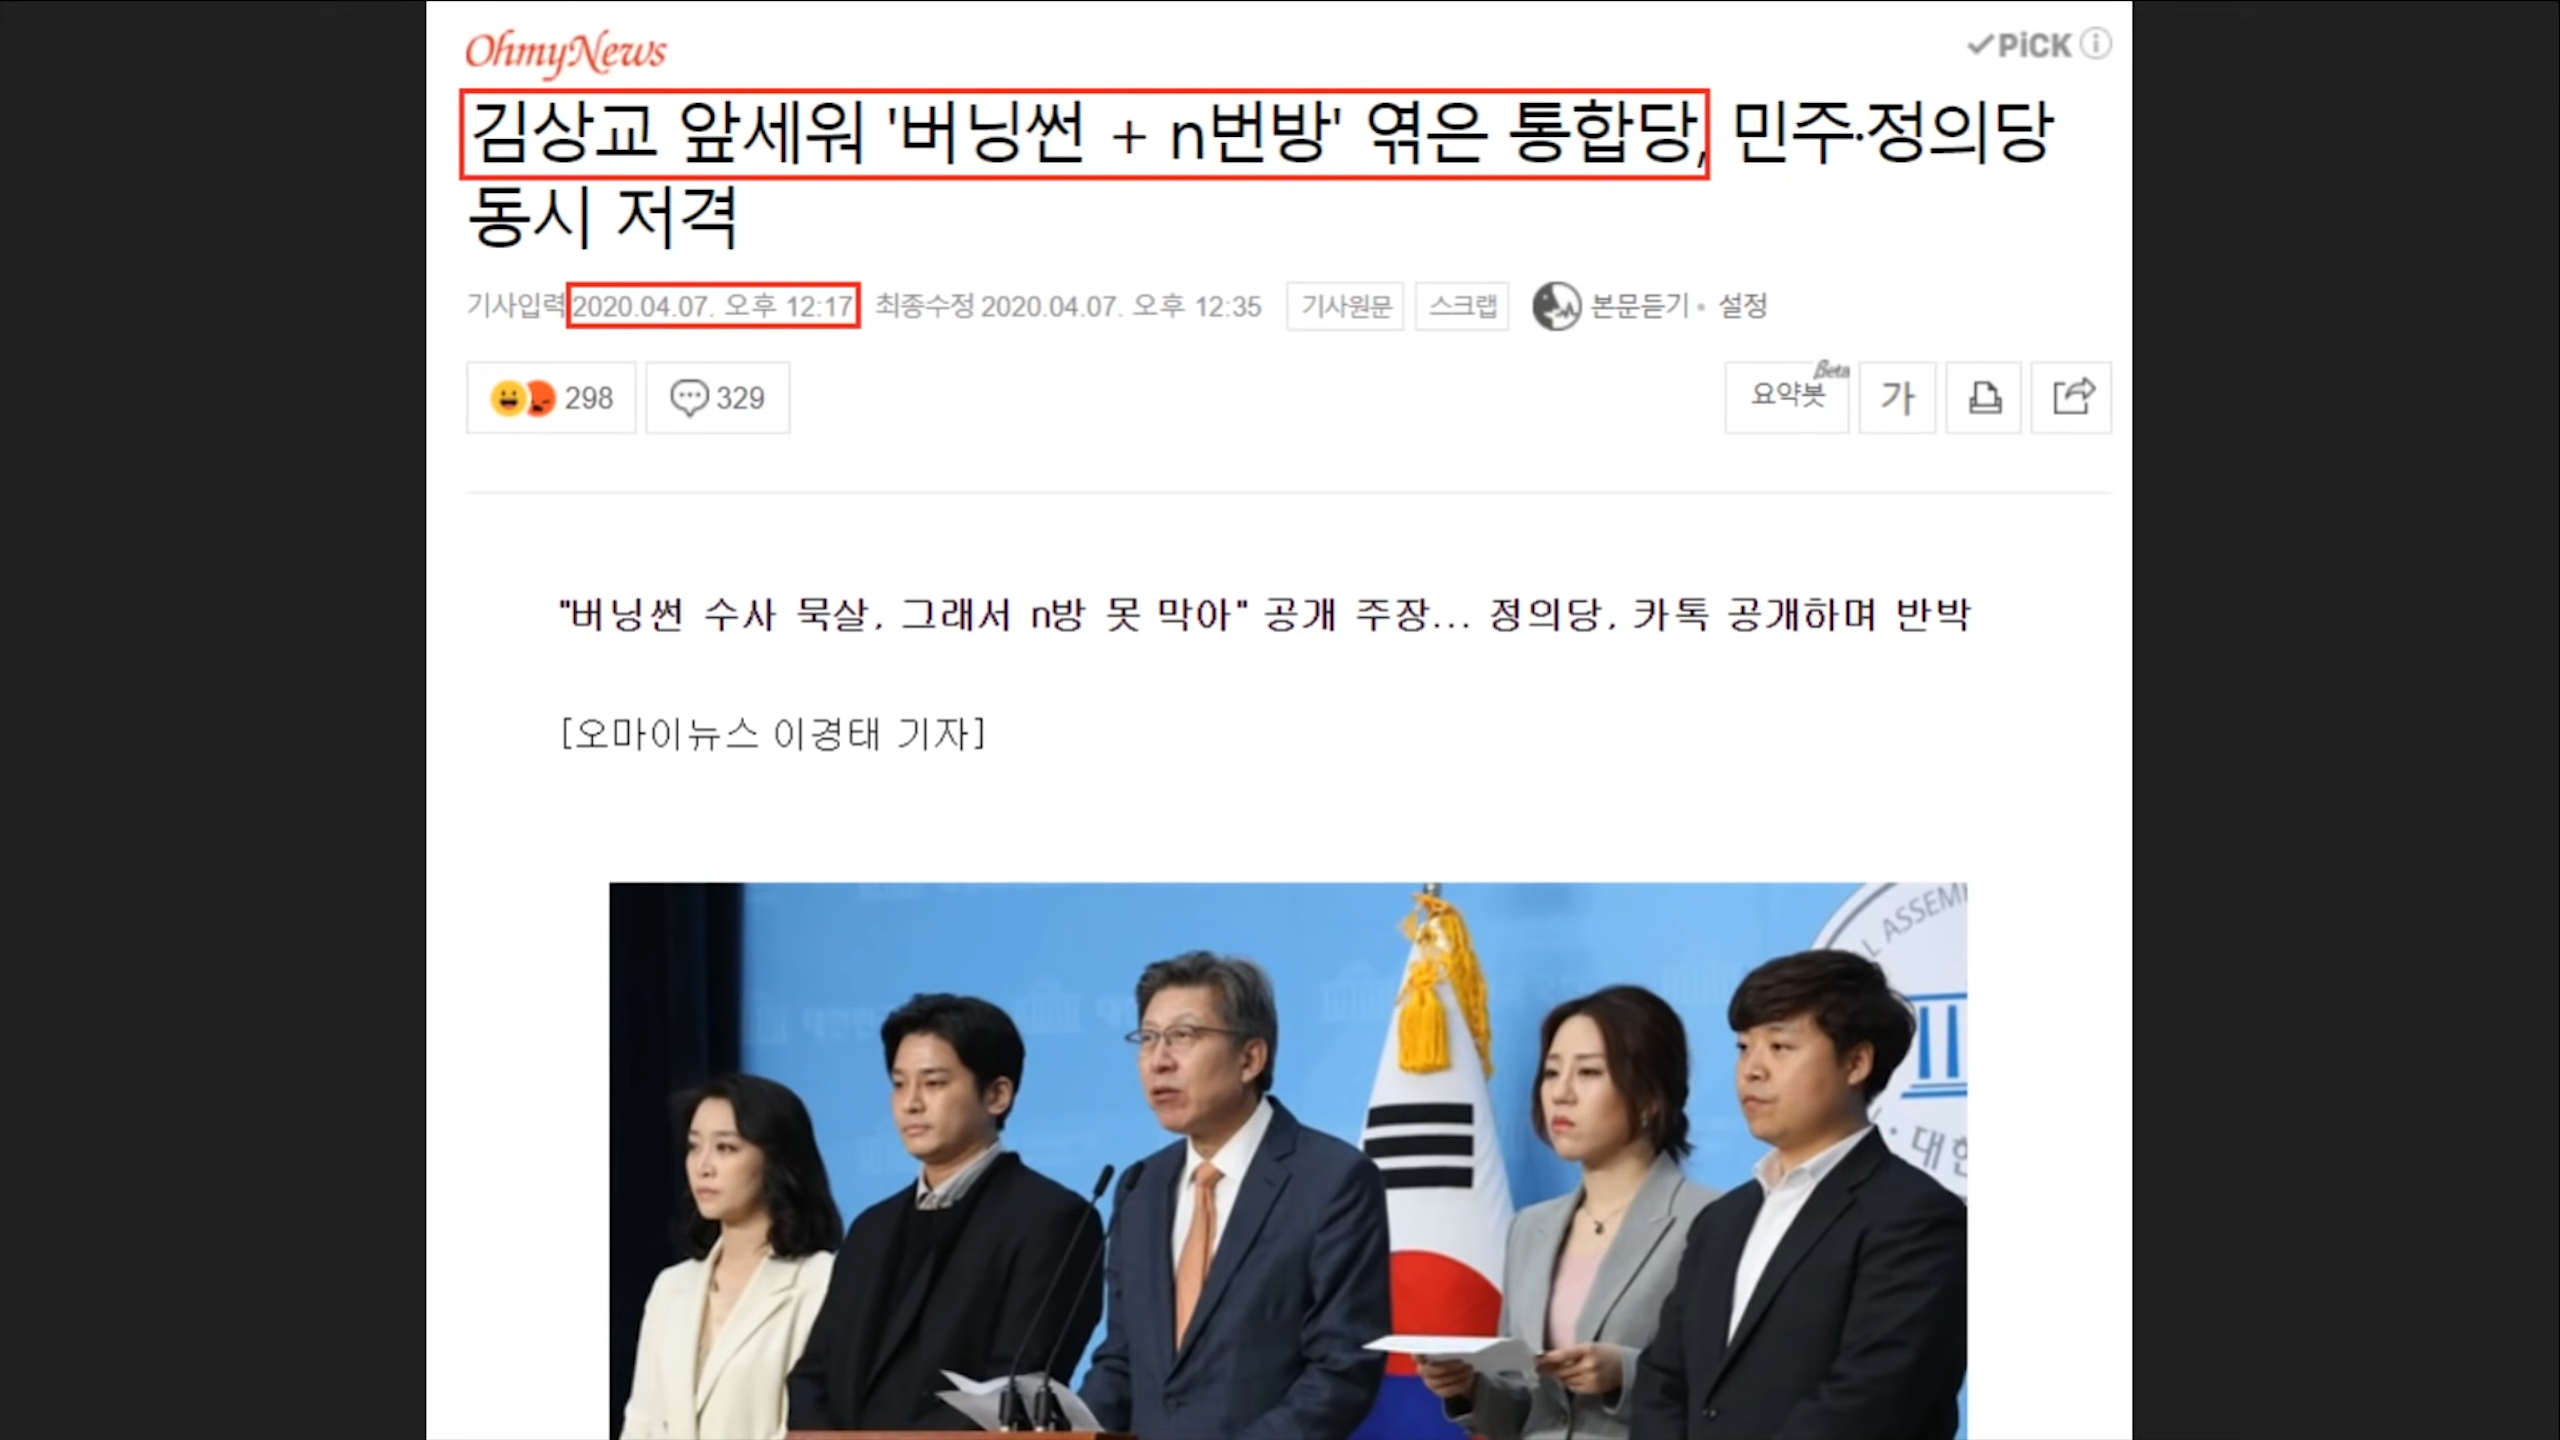 OhmyNews
✓PiCK ⓘ
김상교 앞세워 '버닝썬 + n번방' 엮은 통합당, 민주·정의당
동시 저격
기사입력 2020.04.07. 오후 12:17 최종수정 2020.04.07. 오후 12:35 기사원문 스크랩 본문듣기 · 설정
298 329 요약봇 Beta 가
"버닝썬 수사 묵살, 그래서 n방 못 막아" 공개 주장... 정의당, 카톡 공개하며 반박
[오마이뉴스 이경태 기자]
L ASSEM
· 대한